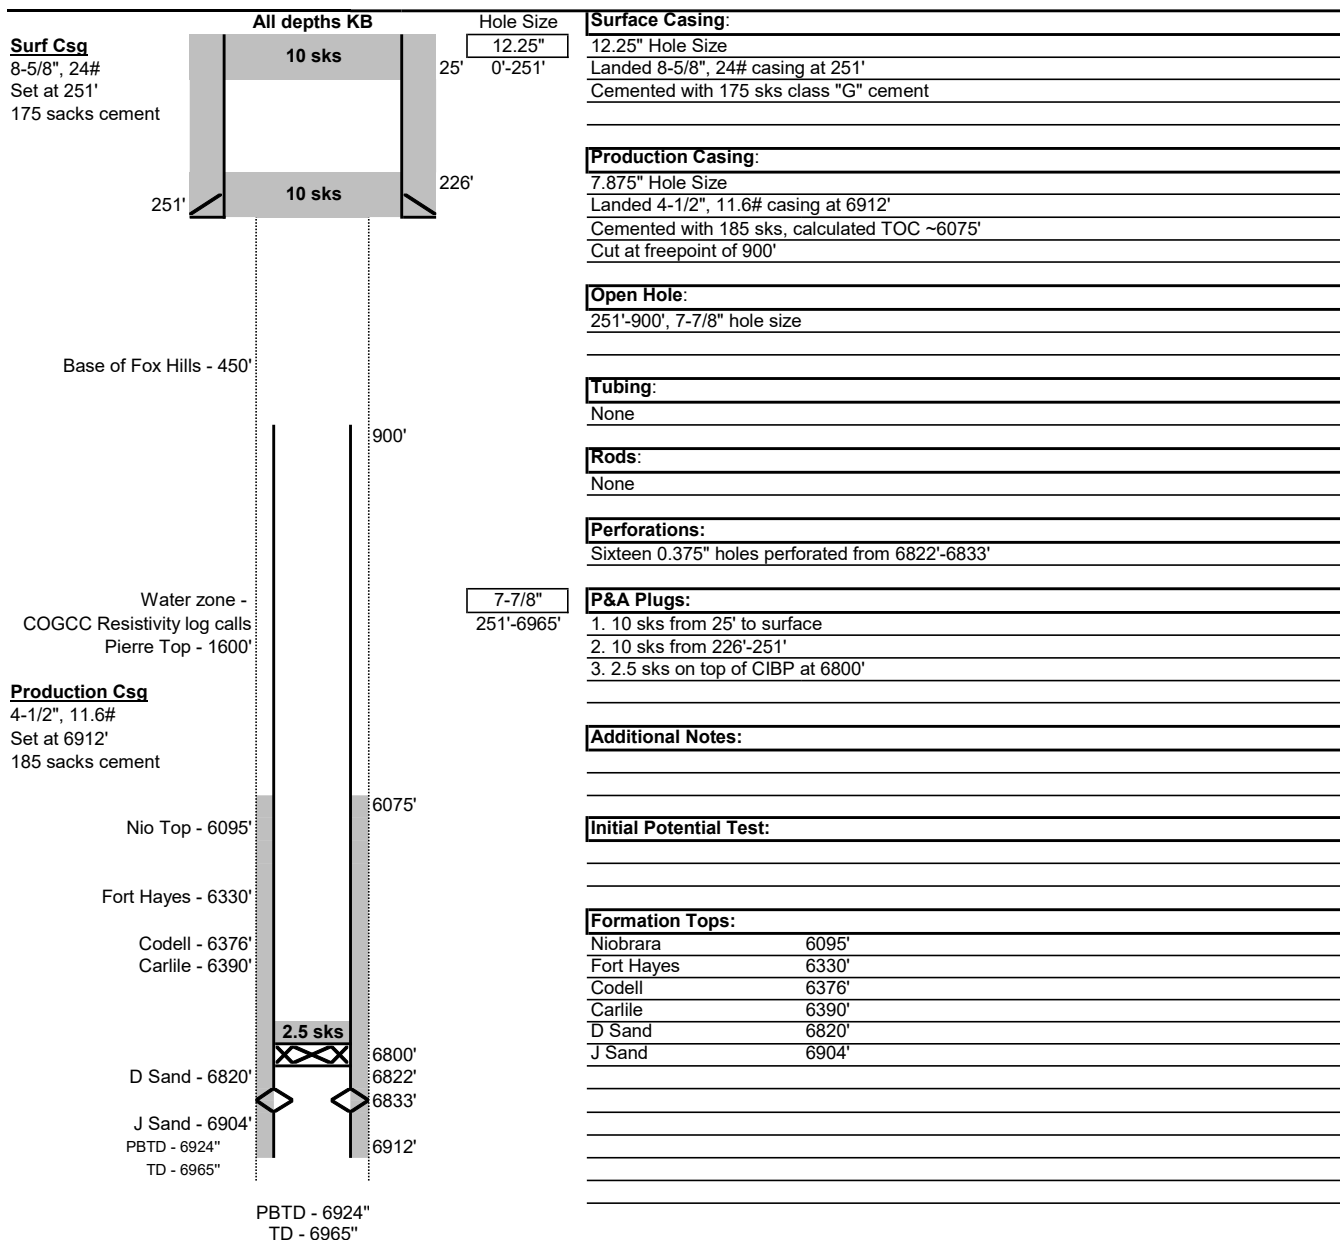 All depths KB
Hole Size
Surf Csg
8-5/8", 24#
Set at 251'
175 sacks cement
10 sks
25'
12.25"
0'-251'
226'
10 sks
251'
Base of Fox Hills - 450'
900'
Water zone -
COGCC Resistivity log calls
Pierre Top - 1600'
7-7/8"
251'-6965'
Production Csg
4-1/2", 11.6#
Set at 6912'
185 sacks cement
6075'
Nio Top - 6095'
Fort Hayes - 6330'
Codell - 6376'
Carlile - 6390'
2.5 sks
6800'
D Sand - 6820'
6822'
6833'
J Sand - 6904'
PBTD - 6924"
6912'
TD - 6965"
PBTD - 6924"
TD - 6965"
Surface Casing:
12.25" Hole Size
Landed 8-5/8", 24# casing at 251'
Cemented with 175 sks class "G" cement
Production Casing:
7.875" Hole Size
Landed 4-1/2", 11.6# casing at 6912'
Cemented with 185 sks, calculated TOC ~6075'
Cut at freepoint of 900'
Open Hole:
251'-900', 7-7/8" hole size
Tubing:
None
Rods:
None
Perforations:
Sixteen 0.375" holes perforated from 6822'-6833'
P&A Plugs:
1. 10 sks from 25' to surface
2. 10 sks from 226'-251'
3. 2.5 sks on top of CIBP at 6800'
Additional Notes:
Initial Potential Test:
Formation Tops:
Niobrara 6095'
Fort Hayes 6330'
Codell 6376'
Carlile 6390'
D Sand 6820'
J Sand 6904'